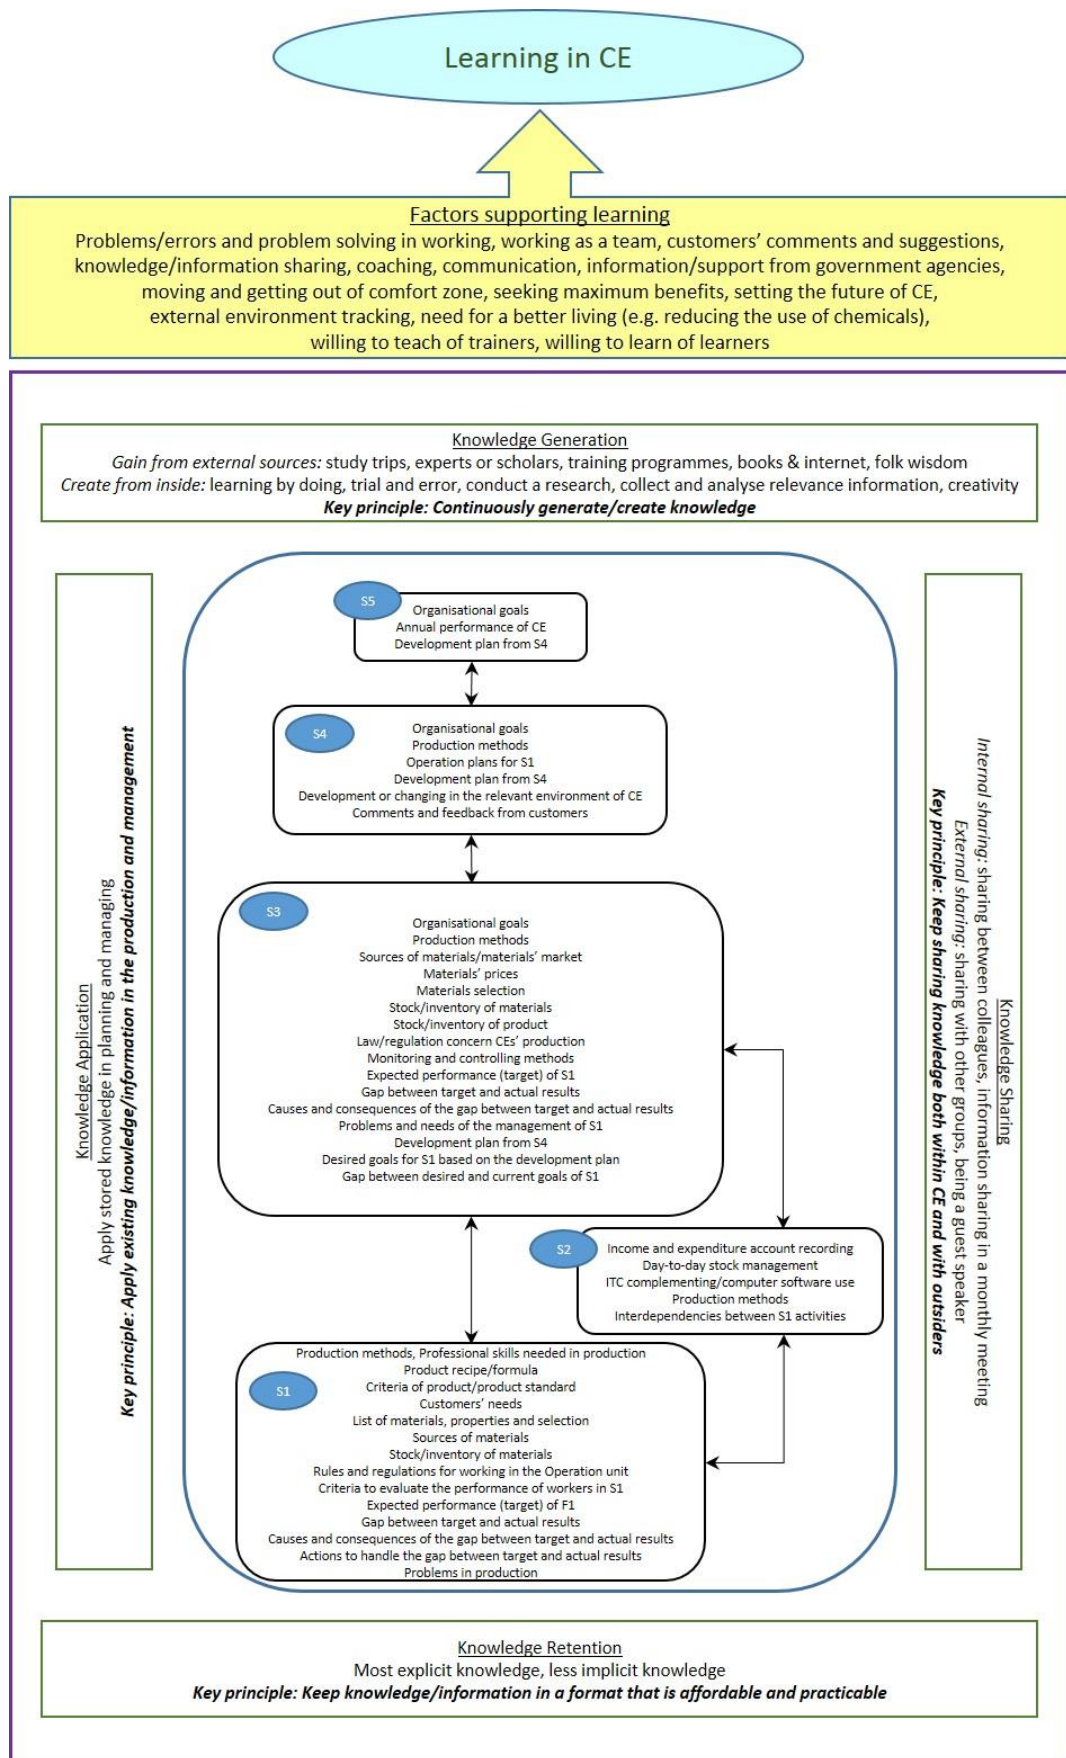 Learning in CE
Factors supporting learning
Problems/errors and problem solving in working, working as a team, customers' comments and suggestions,
knowledge/information sharing, coaching, communication, information/support from government agencies,
moving and getting out of comfort zone, seeking maximum benefits, setting the future of CE,
external environment tracking, need for a better living (e.g. reducing the use of chemicals),
willing to teach of trainers, willing to learn of learners
Knowledge Generation
Gain from external sources: study trips, experts or scholars, training programmes, books & internet, folk wisdom
Create from inside: learning by doing, trial and error, conduct a research, collect and analyse relevance information, creativity
Key principle: Continuously generate/create knowledge
Knowledge Application
Apply stored knowledge in planning and managing
Key principle: Apply existing knowledge/information in the production and management
S5
Organisational goals
Annual performance of CE
Development plan from S4
S4
Organisational goals
Production methods
Operation plans for S1
Development plan from S4
Development or changing in the relevant environment of CE
Comments and feedback from customers
S3
Organisational goals
Production methods
Sources of materials/materials' market
Materials' prices
Materials selection
Stock/inventory of materials
Stock/inventory of product
Law/regulation concern CEs' production
Monitoring and controlling methods
Expected performance (target) of S1
Gap between target and actual results
Causes and consequences of the gap between target and actual results
Problems and needs of the management of S1
Development plan from S4
Desired goals for S1 based on the development plan
Gap between desired and current goals of S1
S2
Income and expenditure account recording
Day-to-day stock management
ITC complementing/computer software use
Production methods
Interdependencies between S1 activities
S1
Production methods, Professional skills needed in production
Product recipe/formula
Criteria of product/product standard
Customers' needs
List of materials, properties and selection
Sources of materials
Stock/inventory of materials
Rules and regulations for working in the Operation unit
Criteria to evaluate the performance of workers in S1
Expected performance (target) of F1
Gap between target and actual results
Causes and consequences of the gap between target and actual results
Actions to handle the gap between target and actual results
Problems in production
Knowledge Sharing
Internal sharing: sharing between colleagues, information sharing in a monthly meeting
External sharing: sharing with other groups, being a guest speaker
Key principle: Keep sharing knowledge both within CE and with outsiders
Knowledge Retention
Most explicit knowledge, less implicit knowledge
Key principle: Keep knowledge/information in a format that is affordable and practicable